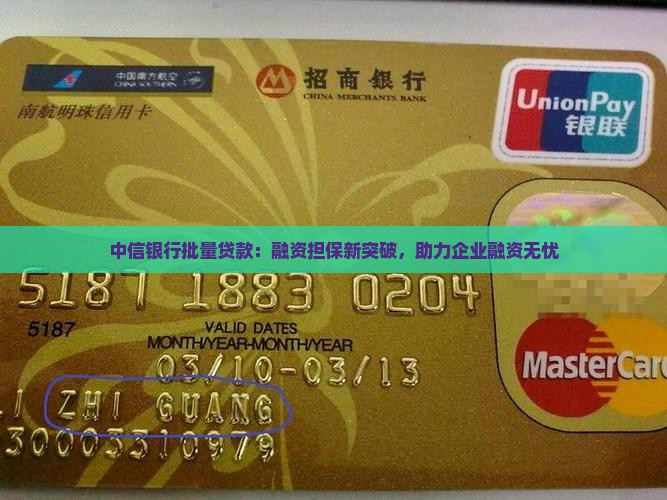 中国南方航空
CHINA SOUTHERN
招商银行
CHINA MERCHANTS BANK
UnionPay
银联
南航明珠信用卡
中信银行批量贷款：融资担保新突破，助力企业融资无忧
5187 1883 0204
5187
VALID DATES
MONTH/YEAR-MONTH/YEAR
03/10-03/13
MasterCard
ZHI GUANG